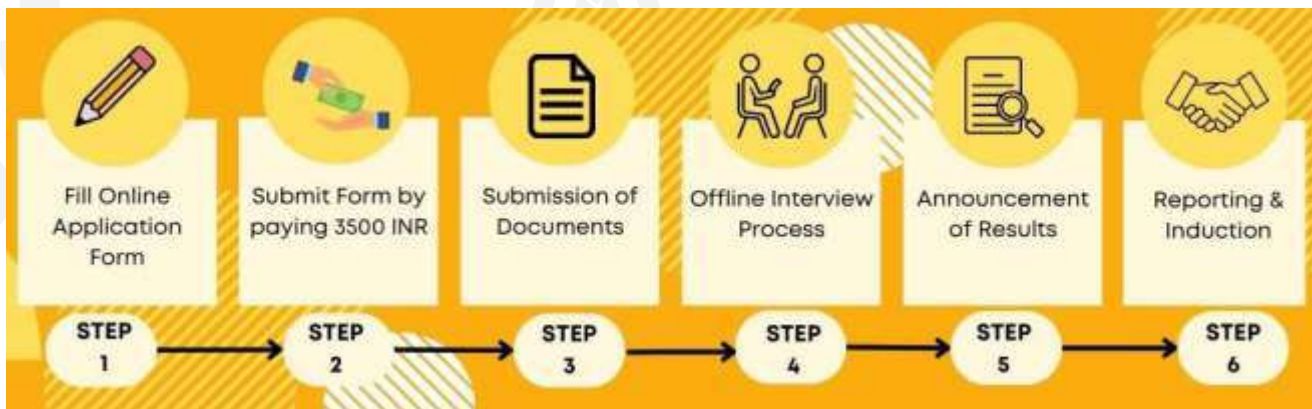 Fill Online
Application
Form
Submit Form by
paying 3500 INR
Submission of
Documents
Offline Interview
Process
Announcement
of Results
Reporting &
Induction
STEP
1
STEP
2
STEP
3
STEP
4
STEP
5
STEP
6